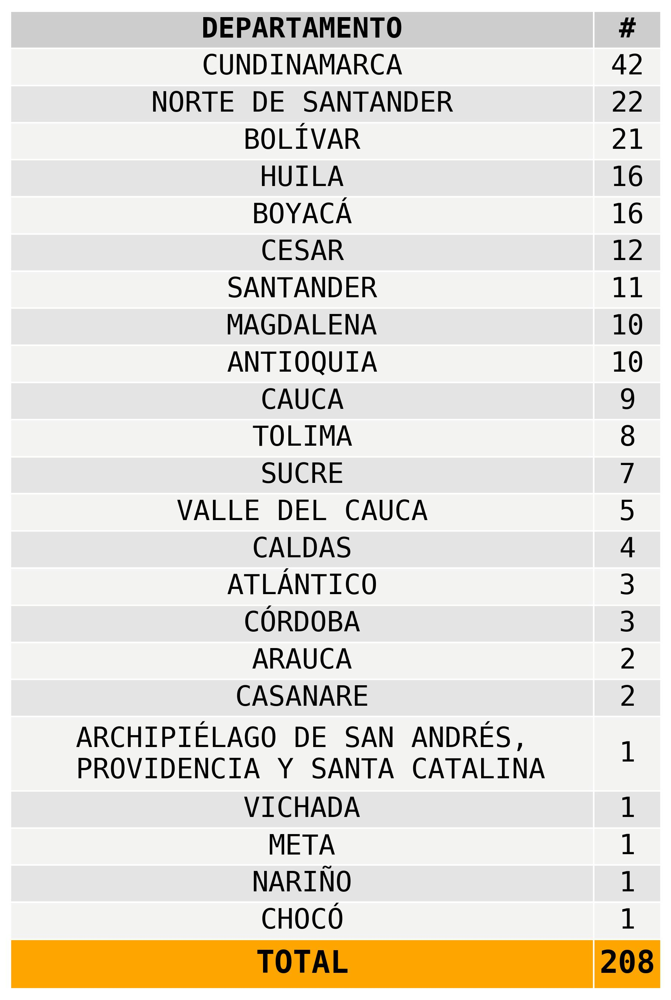 DEPARTAMENTO #
CUNDINAMARCA 42
NORTE DE SANTANDER 22
BOLÍVAR 21
HUILA 16
BOYACÁ 16
CESAR 12
SANTANDER 11
MAGDALENA 10
ANTIOQUIA 10
CAUCA 9
TOLIMA 8
SUCRE 7
VALLE DEL CAUCA 5
CALDAS 4
ATLÁNTICO 3
CÓRDOBA 3
ARAUCA 2
CASANARE 2
ARCHIPIÉLAGO DE SAN ANDRÉS,
PROVIDENCIA Y SANTA CATALINA 1
VICHADA 1
META 1
NARIÑO 1
CHOCÓ 1
TOTAL 208